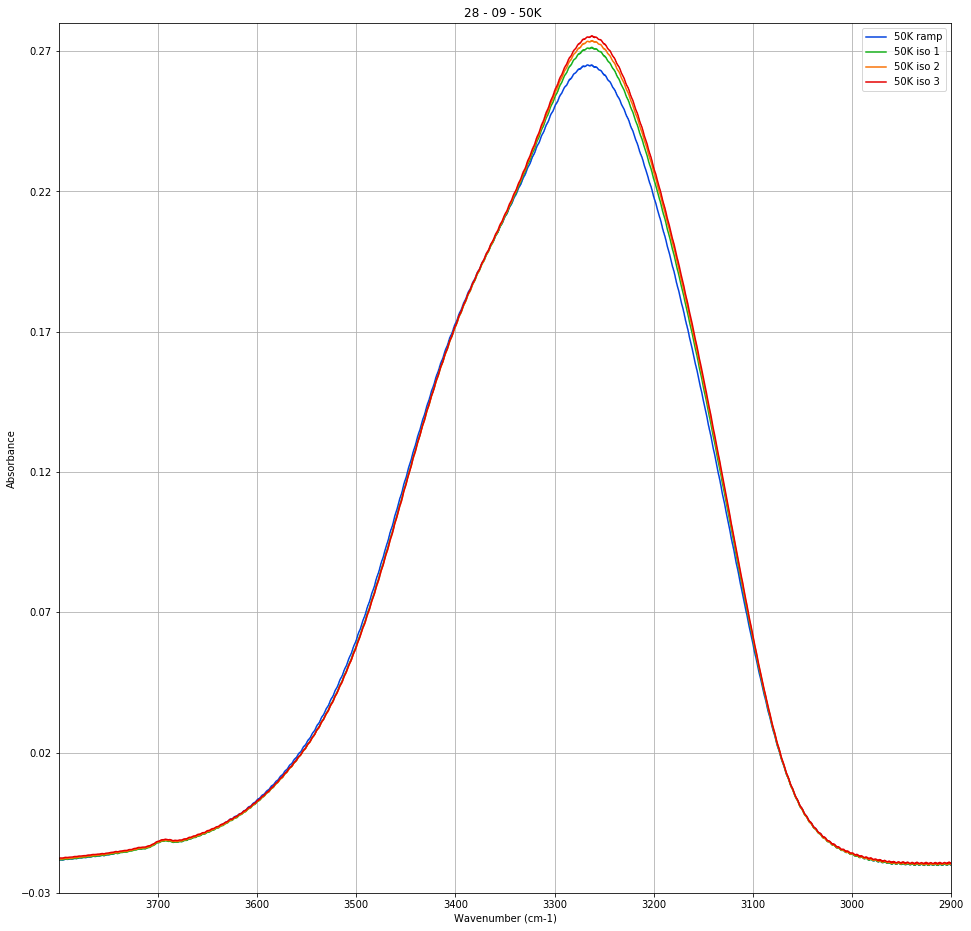 28 - 09 - 50K
50K ramp
50K iso 1
50K iso 2
50K iso 3
0.27
0.22
0.17
0.12
0.07
0.02
−0.03
Absorbance
3700 3600 3500 3400 3300 3200 3100 3000 2900
Wavenumber (cm-1)